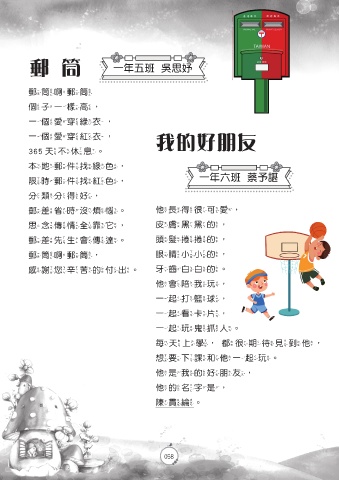 郵筒
一年五班 吳思妤
郵筒啊郵筒,
個子一樣高,
一個愛穿綠衣,
一個愛穿紅衣,
365天不休息。
本地郵件找綠色,
限時郵件找紅色,
分類分得好,
郵差省時沒煩惱。
思念傳情全靠它,
郵差先生會傳達。
郵筒啊郵筒,
感謝您辛苦的付出。
TAIWAN
我的好朋友
一年六班 蔡予諶
他長得很可愛,
皮膚黑黑的,
頭髮捲捲的,
眼睛小小的,
牙齒白白的。
他會陪我玩,
一起打籃球,
一起看卡片,
一起玩鬼抓人。
每天上學,都很期待見到他,
想要下課和他一起玩。
他是我的好朋友,
他的名字是,
陳貫綸。
058